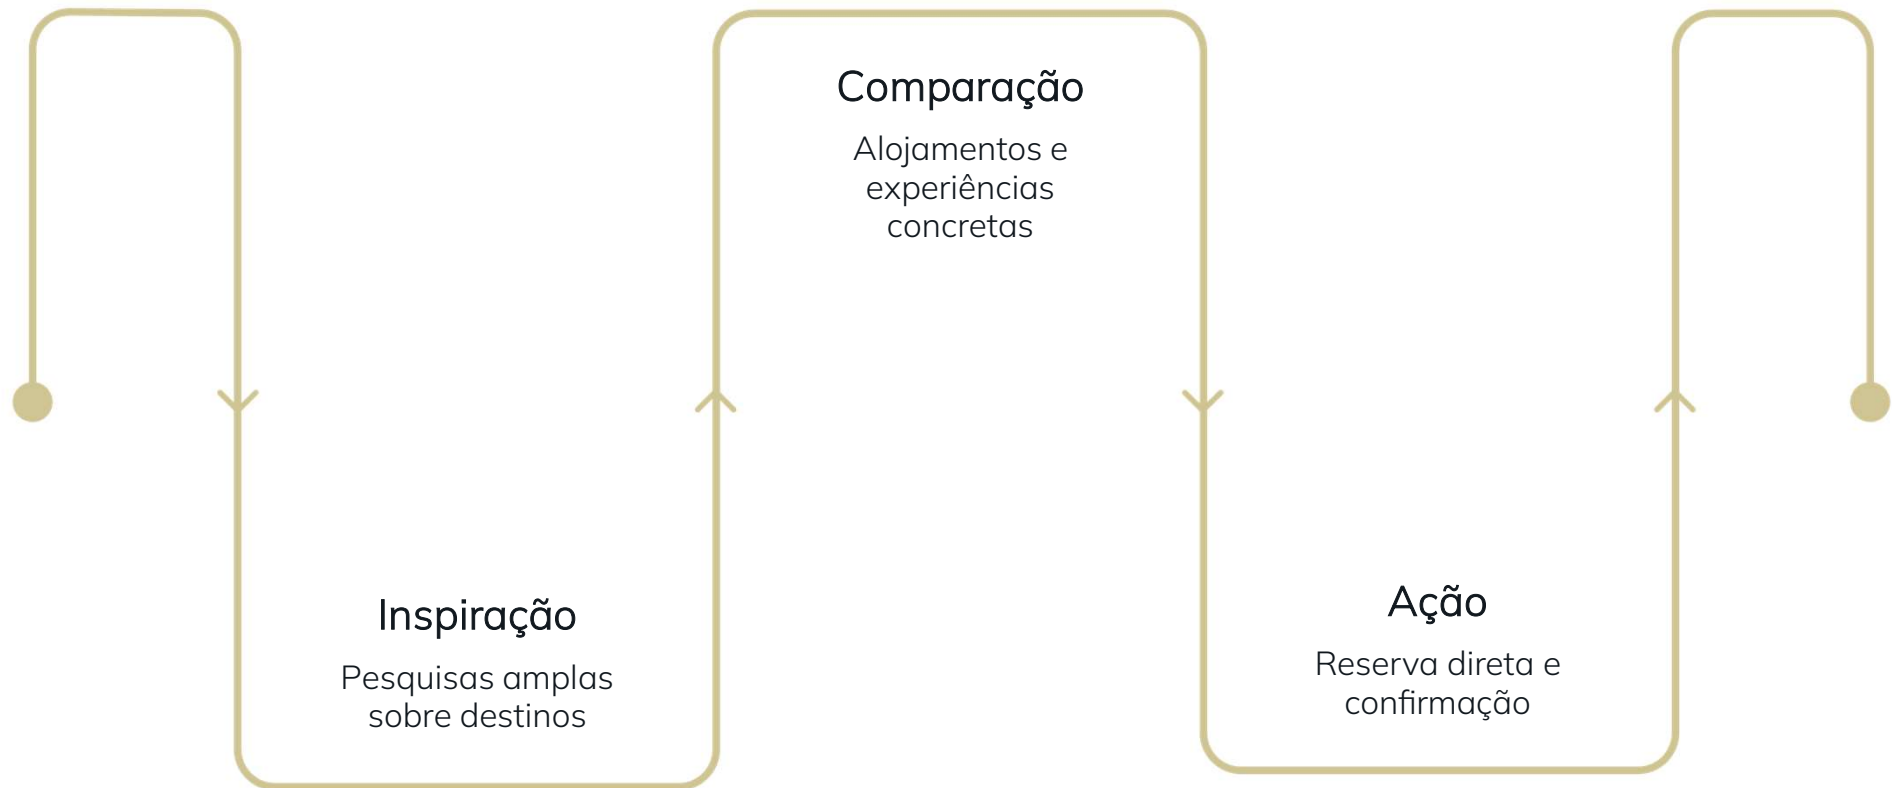 Comparação
Alojamentos e
experiências
concretas
Inspiração
Pesquisas amplas
sobre destinos
Ação
Reserva direta e
confirmação